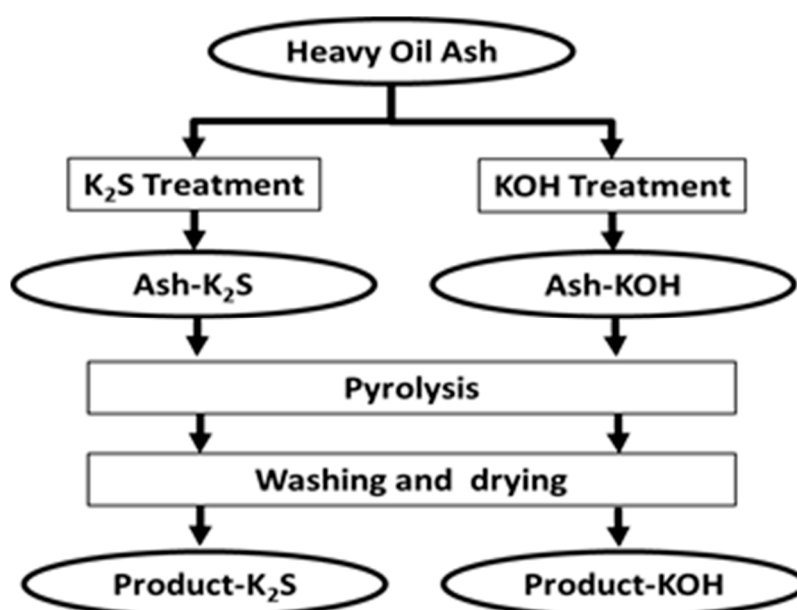 Heavy Oil Ash
K₂S Treatment
KOH Treatment
Ash-K₂S
Ash-KOH
Pyrolysis
Washing and drying
Product-K₂S
Product-KOH